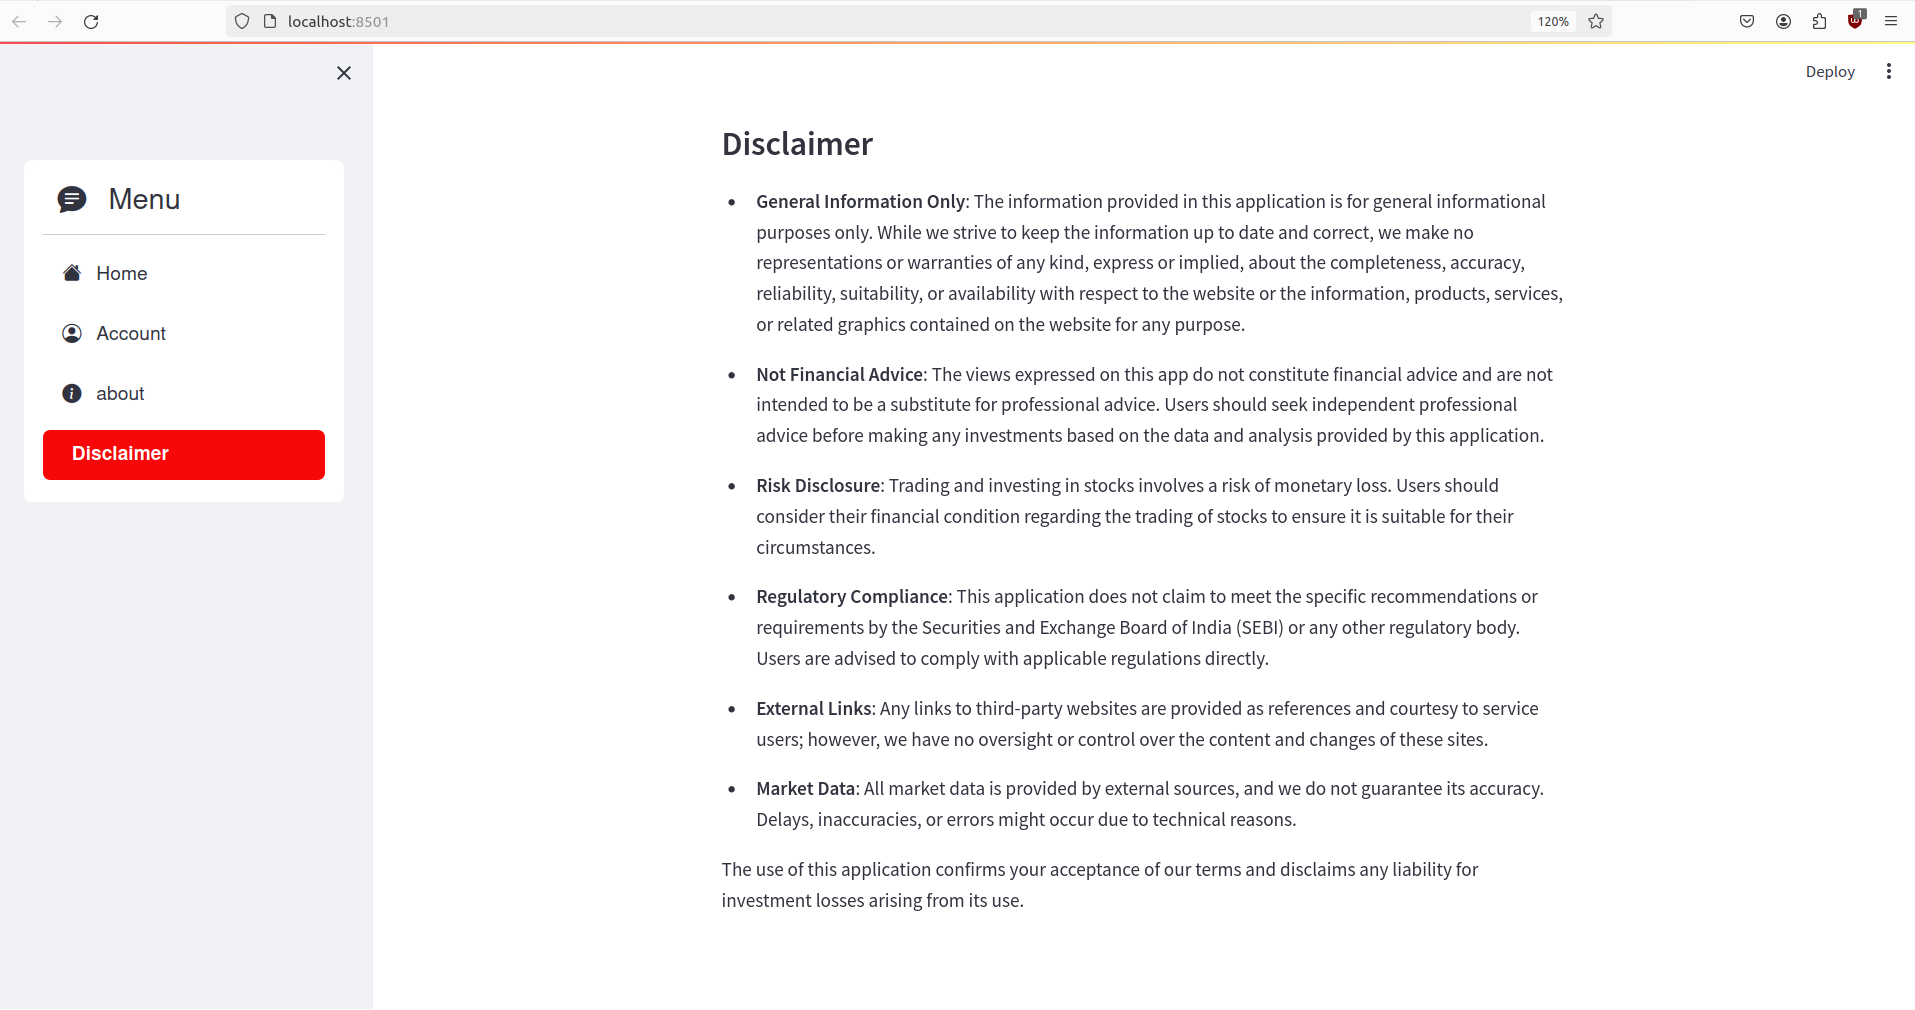 localhost:8501
120%
1
Deploy
Menu
Home
Account
about
Disclaimer
Disclaimer
• General Information Only: The information provided in this application is for general informational
purposes only. While we strive to keep the information up to date and correct, we make no
representations or warranties of any kind, express or implied, about the completeness, accuracy,
reliability, suitability, or availability with respect to the website or the information, products, services,
or related graphics contained on the website for any purpose.
• Not Financial Advice: The views expressed on this app do not constitute financial advice and are not
intended to be a substitute for professional advice. Users should seek independent professional
advice before making any investments based on the data and analysis provided by this application.
• Risk Disclosure: Trading and investing in stocks involves a risk of monetary loss. Users should
consider their financial condition regarding the trading of stocks to ensure it is suitable for their
circumstances.
• Regulatory Compliance: This application does not claim to meet the specific recommendations or
requirements by the Securities and Exchange Board of India (SEBI) or any other regulatory body.
Users are advised to comply with applicable regulations directly.
• External Links: Any links to third-party websites are provided as references and courtesy to service
users; however, we have no oversight or control over the content and changes of these sites.
• Market Data: All market data is provided by external sources, and we do not guarantee its accuracy.
Delays, inaccuracies, or errors might occur due to technical reasons.
The use of this application confirms your acceptance of our terms and disclaims any liability for
investment losses arising from its use.